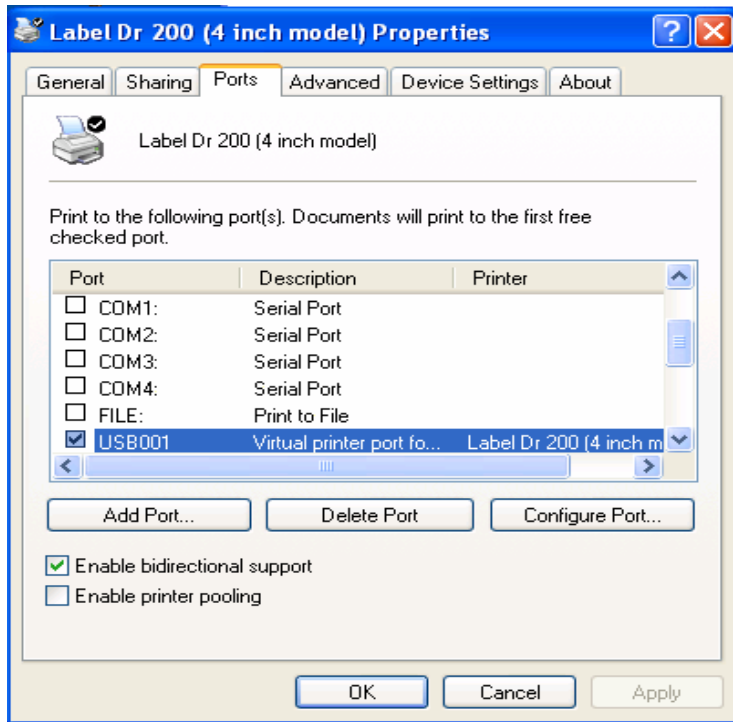 Label Dr 200 (4 inch model) Properties
General Sharing Ports Advanced Device Settings About
Label Dr 200 (4 inch model)
Print to the following port(s). Documents will print to the first free
checked port.
Port Description Printer
COM1: Serial Port
COM2: Serial Port
COM3: Serial Port
COM4: Serial Port
FILE: Print to File
USB001 Virtual printer port fo... Label Dr 200 (4 inch m
Add Port... Delete Port Configure Port...
Enable bidirectional support
Enable printer pooling
OK Cancel Apply